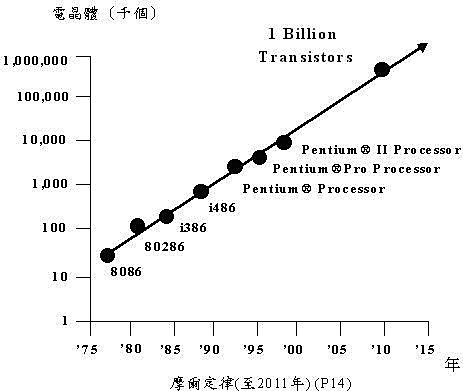 電晶體（千個）
1 Billion
Transistors
1,000,000
100,000
10,000
1,000
100
10
1
Pentium® II Processor
Pentium®Pro Processor
Pentium® Processor
i486
i386
80286
8086
'75
'80
'85
'90
'95
'00
'05
'10
'15
年
摩爾定律(至2011年)(P14)